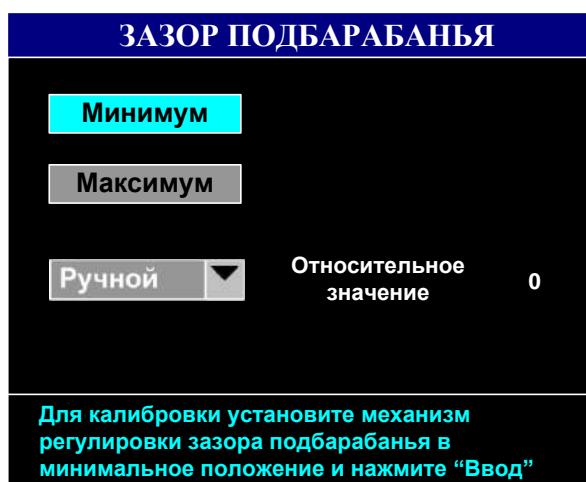 ЗАЗОР ПОДБАРАБАНЬЯ
Минимум
Максимум
Ручной
Относительное
значение
0
Для калибровки установите механизм
регулировки зазора подбарабанья в
минимальное положение и нажмите “Ввод”